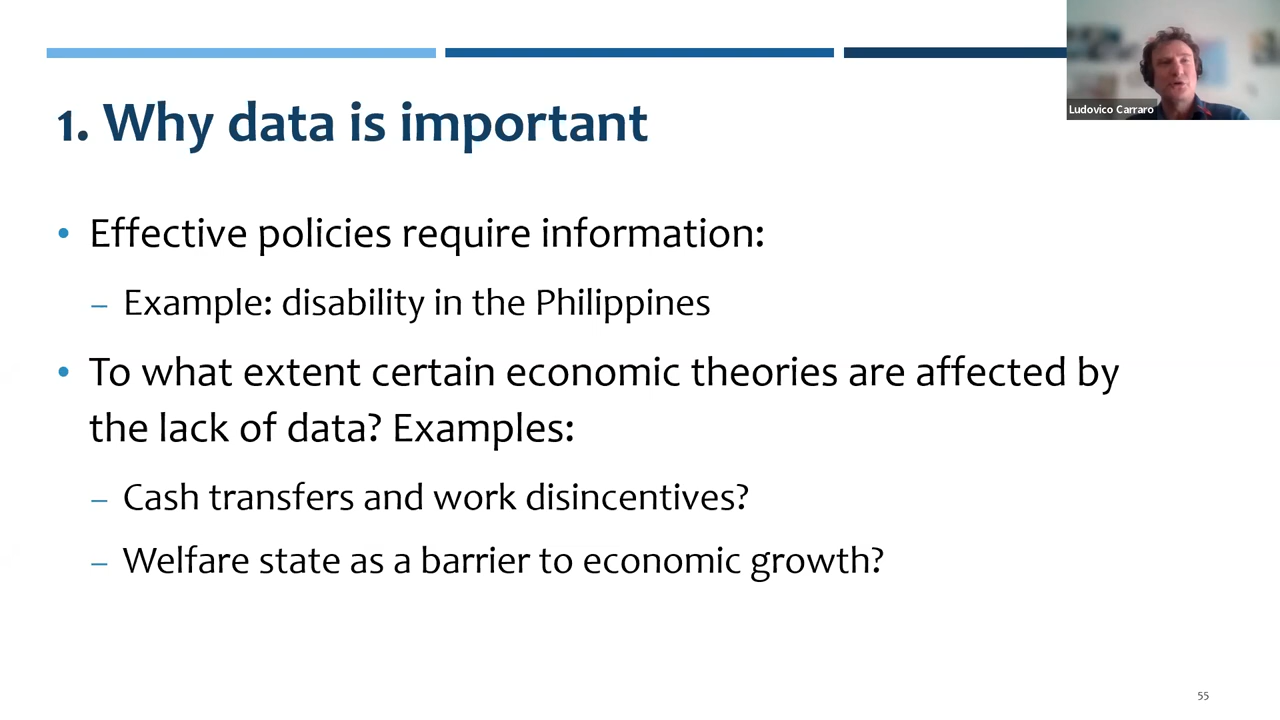 Ludovico Carraro
1. Why data is important
• Effective policies require information:
– Example: disability in the Philippines
• To what extent certain economic theories are affected by
the lack of data? Examples:
– Cash transfers and work disincentives?
– Welfare state as a barrier to economic growth?
55